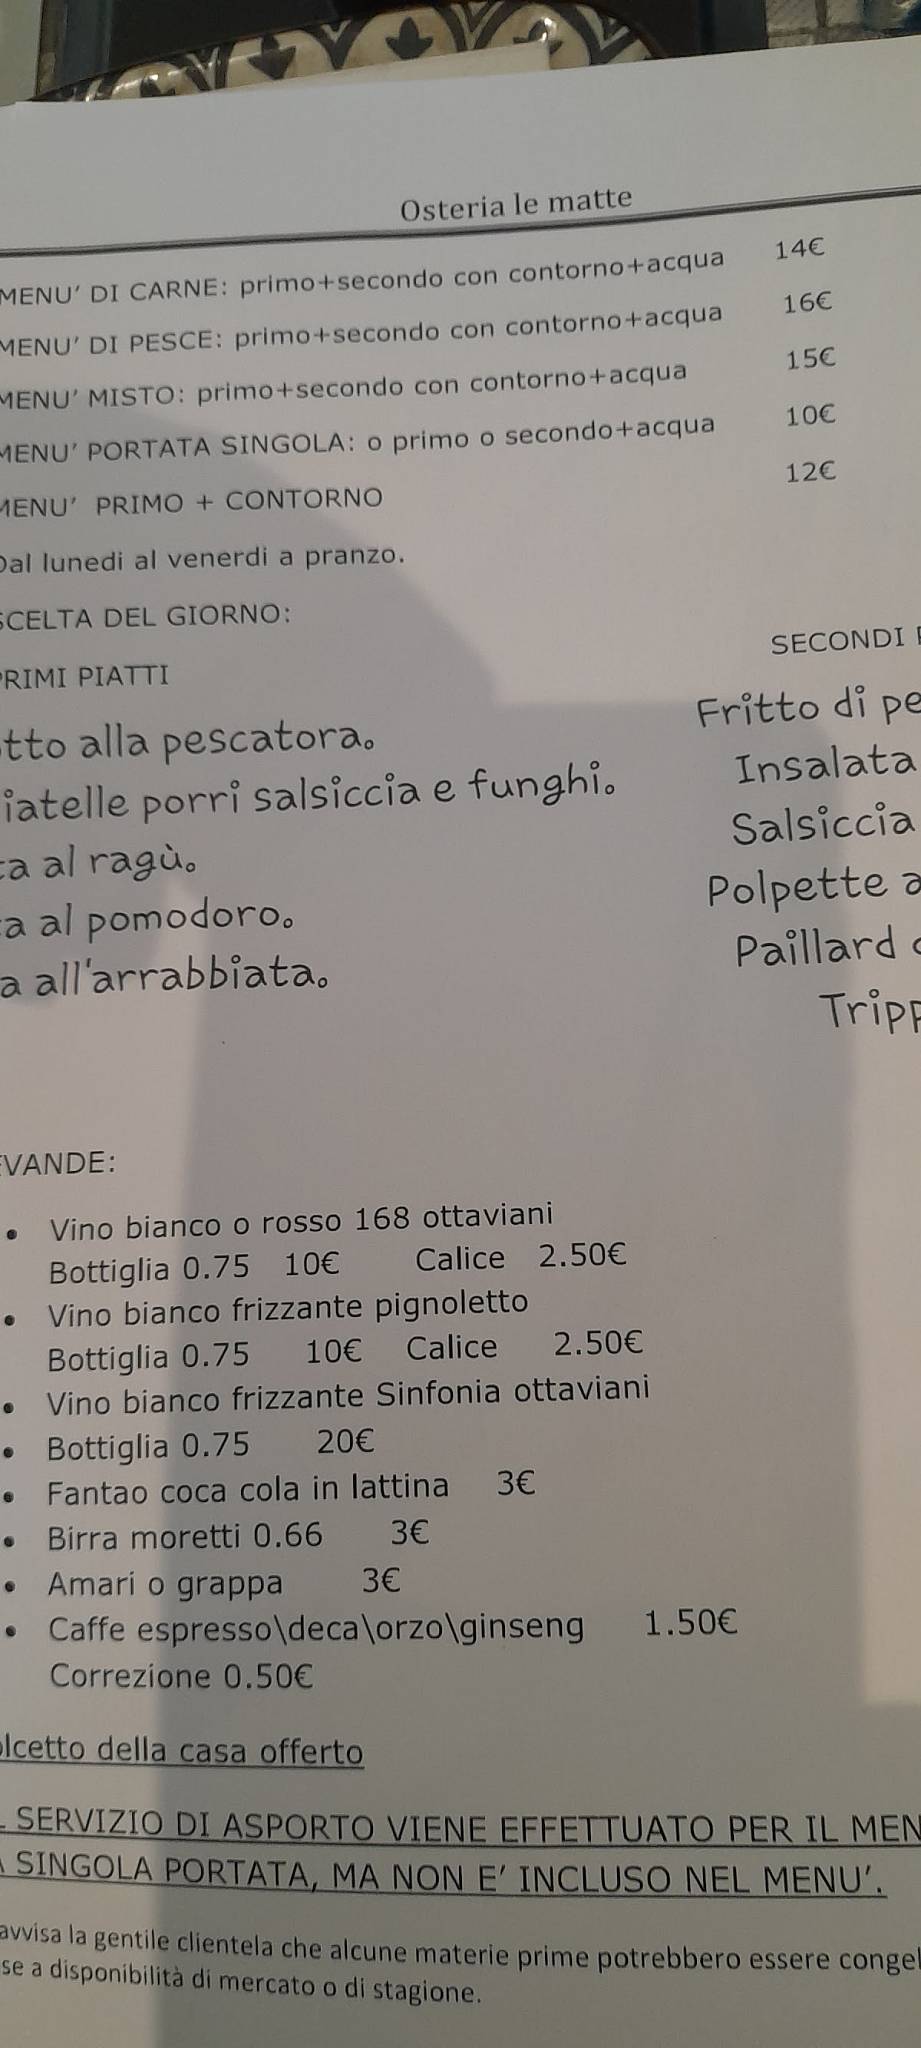 Osteria le matte
MENU' DI CARNE: primo+secondo con contorno+acqua 14€
MENU' DI PESCE: primo+secondo con contorno+acqua 16€
MENU' MISTO: primo+secondo con contorno+acqua 15€
MENU' PORTATA SINGOLA: o primo o secondo+acqua 10€
MENU' PRIMO + CONTORNO 12€
Dal lunedi al venerdi a pranzo.
SCELTA DEL GIORNO:
PRIMI PIATTI
tto alla pescatora.
iatelle porri salsiccia e funghi.
ta al ragù.
ta al pomodoro.
a all'arrabbiata.
SECONDI
Fritto di pe
Insalata
Salsiccia
Polpette a
Paillard
Tripp
EVANDE:
• Vino bianco o rosso 168 ottaviani
Bottiglia 0.75 10€ Calice 2.50€
• Vino bianco frizzante pignoletto
Bottiglia 0.75 10€ Calice 2.50€
• Vino bianco frizzante Sinfonia ottaviani
• Bottiglia 0.75 20€
• Fantao coca cola in lattina 3€
• Birra moretti 0.66 3€
• Amari o grappa 3€
• Caffe espresso\deca\orzo\ginseng 1.50€
Correzione 0.50€
olcetto della casa offerto
SERVIZIO DI ASPORTO VIENE EFFETTUATO PER IL MEN
SINGOLA PORTATA, MA NON E' INCLUSO NEL MENU'.
avvisa la gentile clientela che alcune materie prime potrebbero essere congel
se a disponibilità di mercato o di stagione.